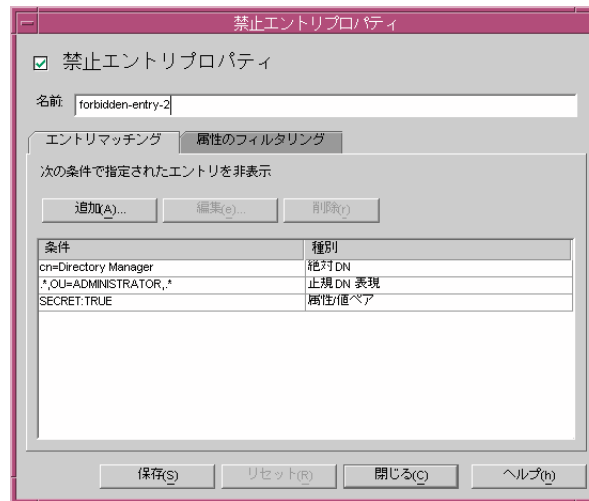 禁止エントリプロパティ
禁止エントリプロパティ
名前: forbidden-entry-2
エントリマッチング 属性のフィルタリング
次の条件で指定されたエントリを非表示
追加(A)... 編集(e)... 削除(r)
条件 種別
cn=Directory Manager 絶対 DN
.*,OU=ADMINISTRATOR,.* 正規 DN 表現
SECRET:TRUE 属性/値ペア
保存(S) リセット(R) 閉じる(C) ヘルプ(h)